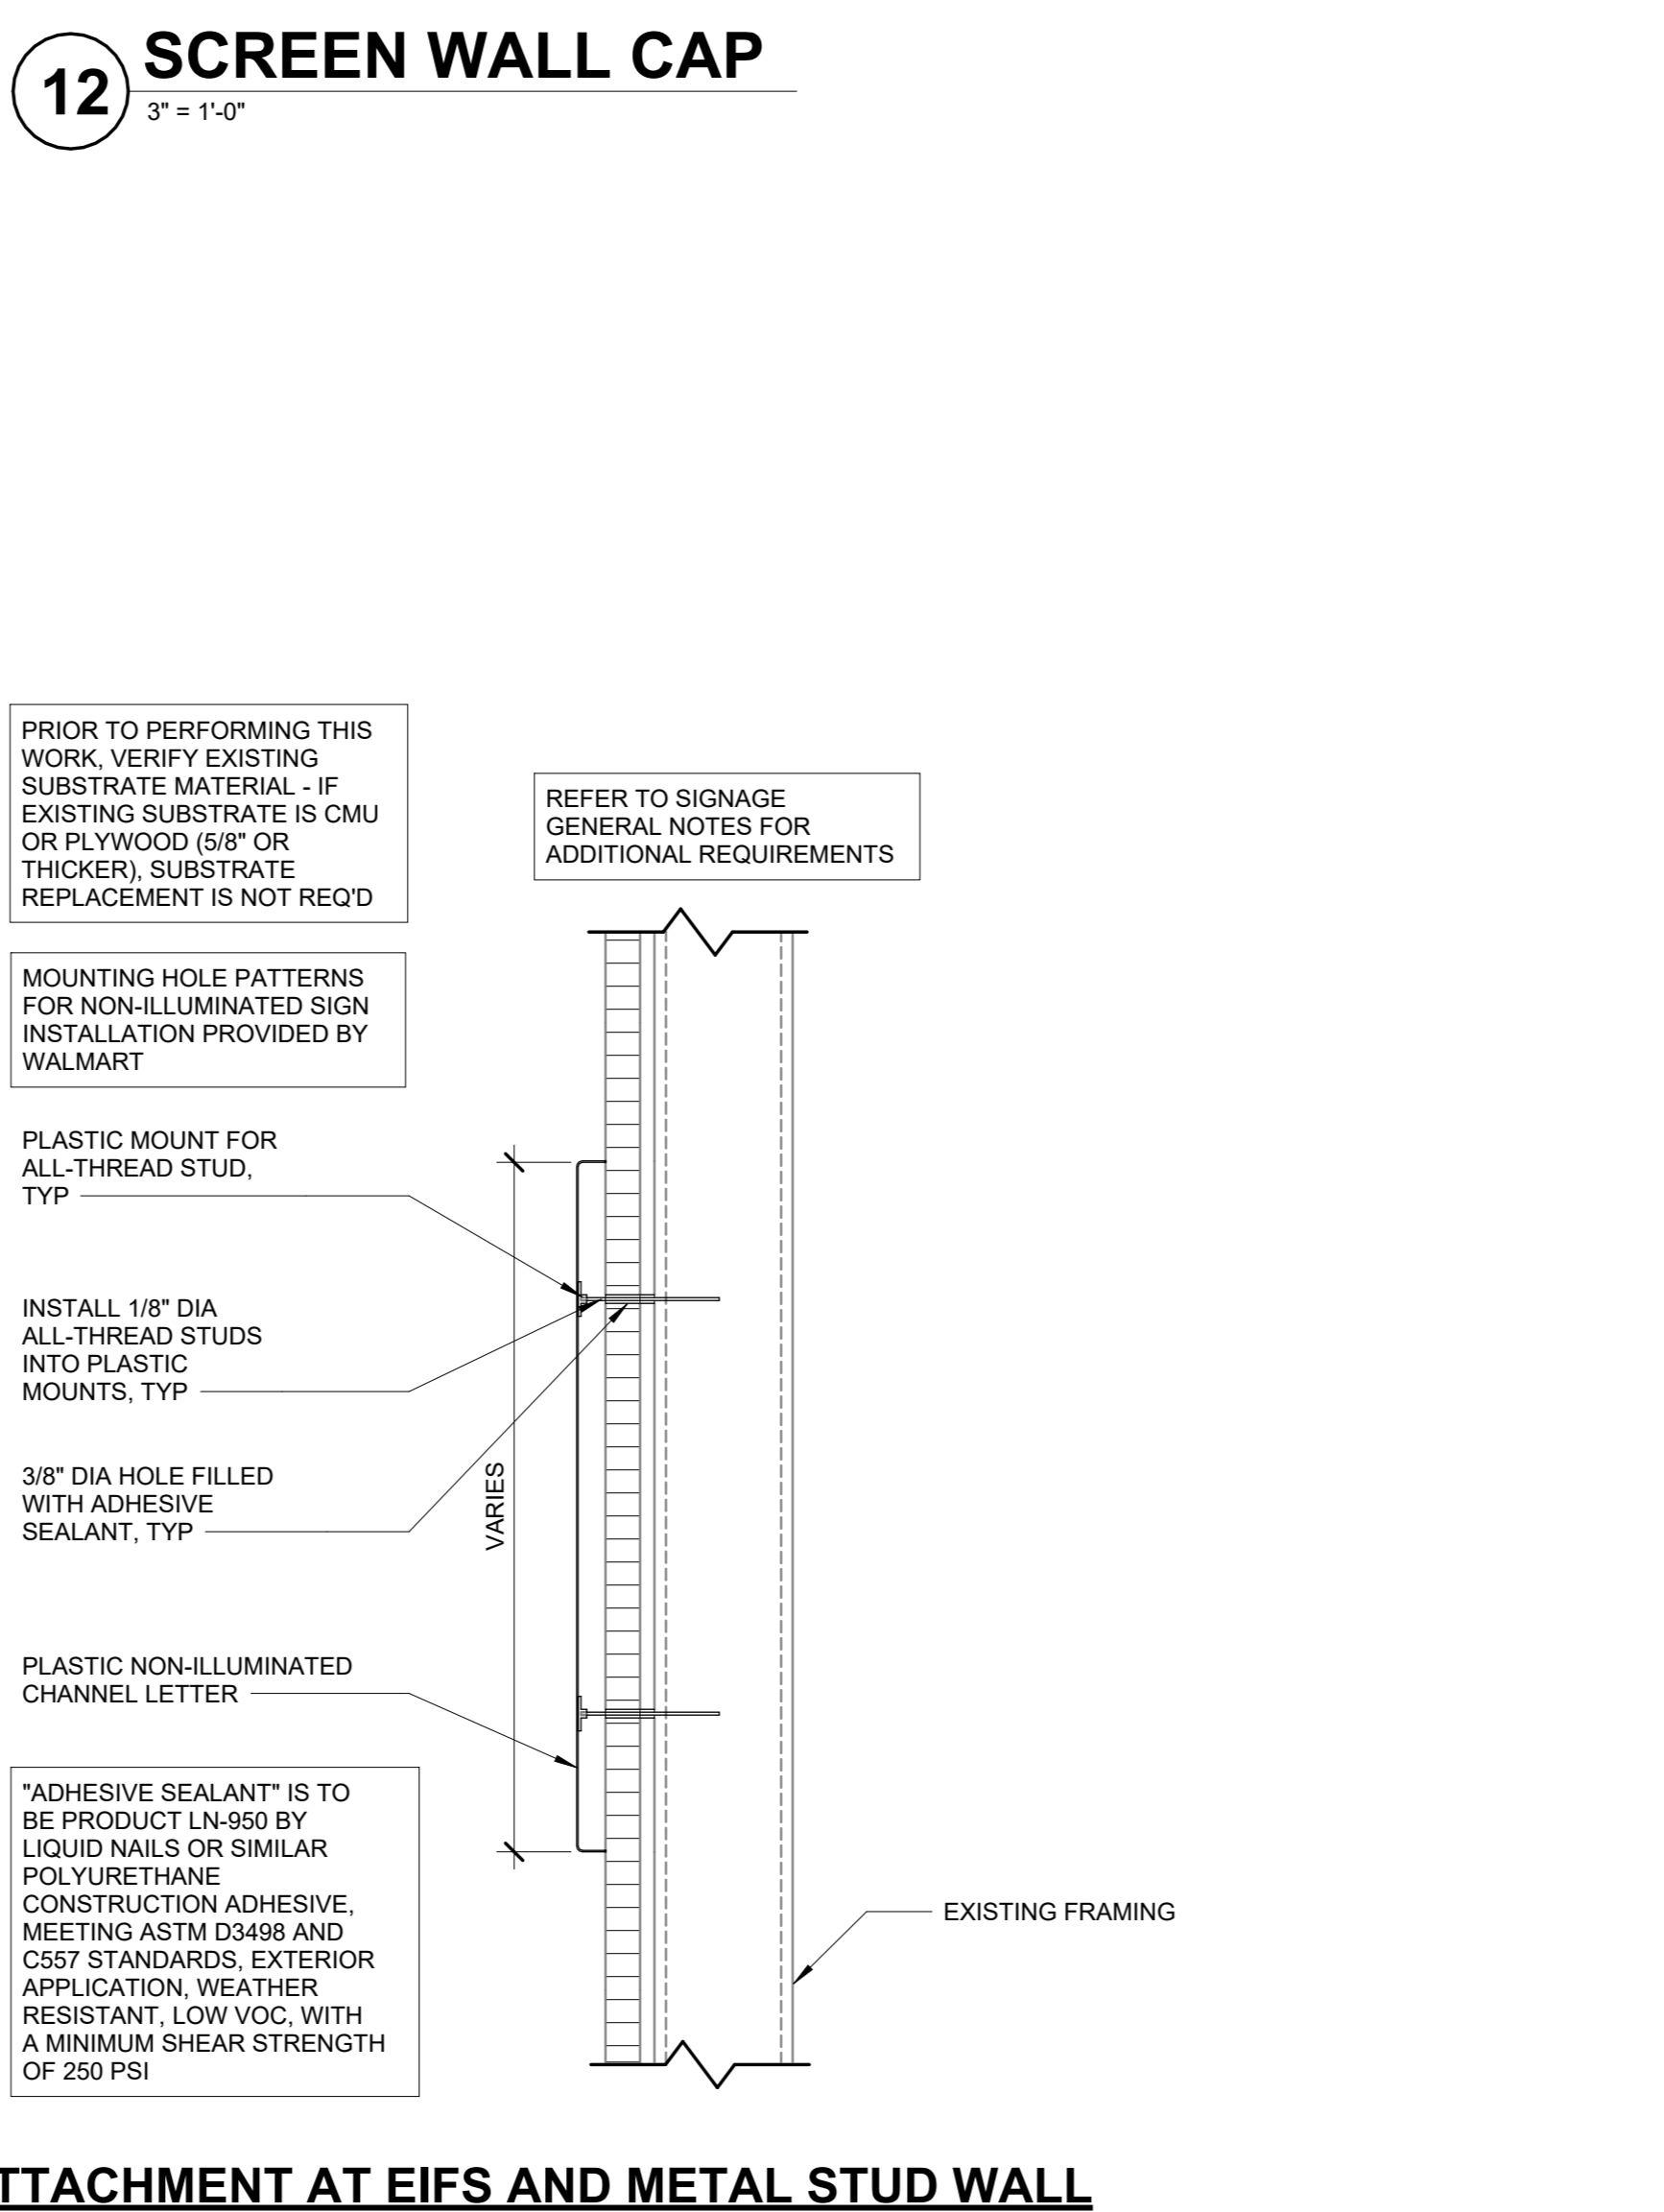 12
SCREEN WALL CAP
3" = 1'-0"
PRIOR TO PERFORMING THIS
WORK, VERIFY EXISTING
SUBSTRATE MATERIAL - IF
EXISTING SUBSTRATE IS CMU
OR PLYWOOD (5/8" OR
THICKER), SUBSTRATE
REPLACEMENT IS NOT REQ'D
REFER TO SIGNAGE
GENERAL NOTES FOR
ADDITIONAL REQUIREMENTS
MOUNTING HOLE PATTERNS
FOR NON-ILLUMINATED SIGN
INSTALLATION PROVIDED BY
WALMART
PLASTIC MOUNT FOR
ALL-THREAD STUD,
TYP
INSTALL 1/8" DIA
ALL-THREAD STUDS
INTO PLASTIC
MOUNTS, TYP
3/8" DIA HOLE FILLED
WITH ADHESIVE
SEALANT, TYP
VARIES
PLASTIC NON-ILLUMINATED
CHANNEL LETTER
"ADHESIVE SEALANT" IS TO
BE PRODUCT LN-950 BY
LIQUID NAILS OR SIMILAR
POLYURETHANE
CONSTRUCTION ADHESIVE,
MEETING ASTM D3498 AND
C557 STANDARDS, EXTERIOR
APPLICATION, WEATHER
RESISTANT, LOW VOC, WITH
A MINIMUM SHEAR STRENGTH
OF 250 PSI
EXISTING FRAMING
TTACHMENT AT EIFS AND METAL STUD WALL